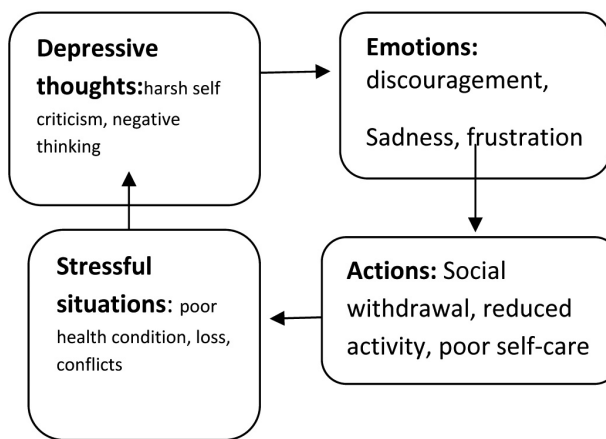 Depressive
thoughts:harsh self
criticism, negative
thinking
Emotions:
discouragement,
Sadness, frustration
Stressful
situations: poor
health condition, loss,
conflicts
Actions: Social
withdrawal, reduced
activity, poor self-care